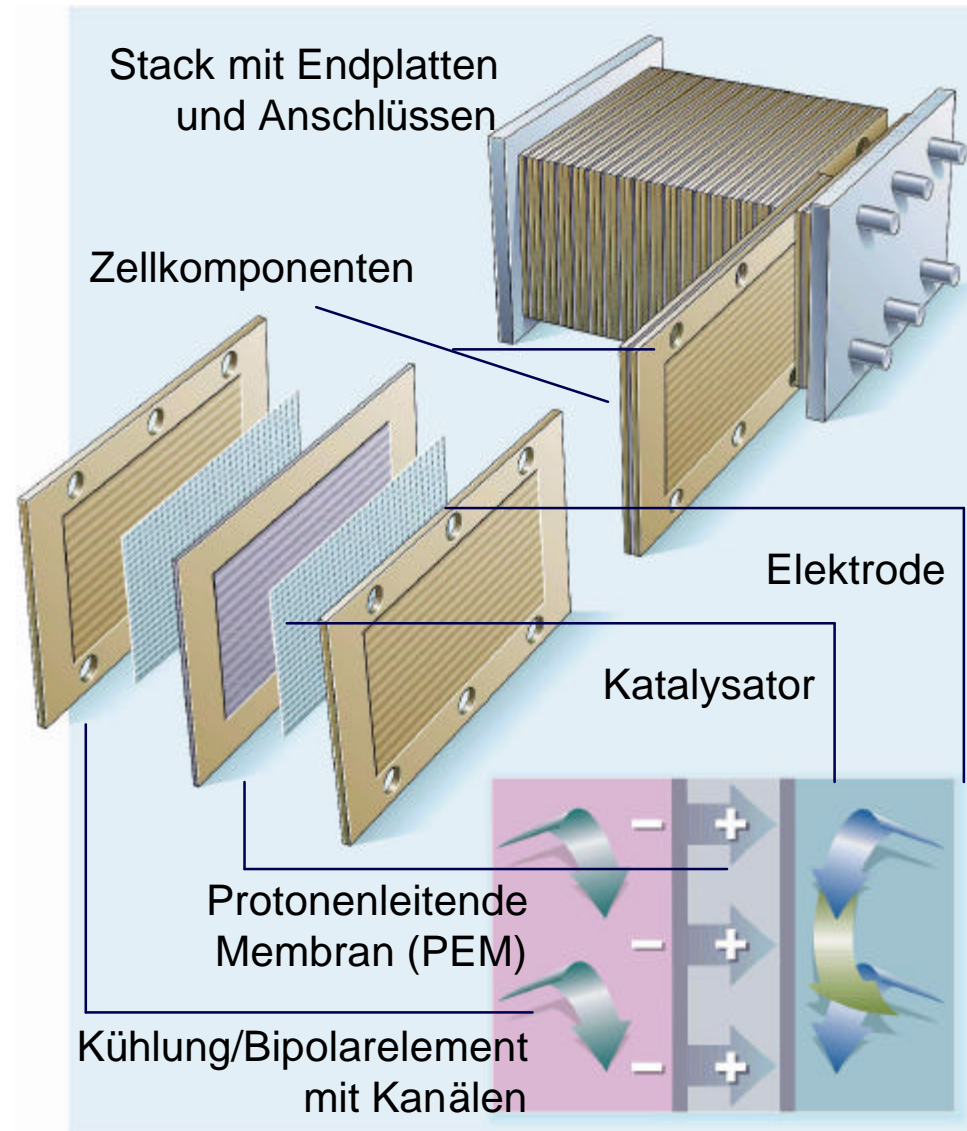 Stack mit Endplatten
und Anschlüssen
Zellkomponenten
Elektrode
Katalysator
Protonenleitende
Membran (PEM)
Kühlung/Bipolarelement
mit Kanälen
− +
− +
− +